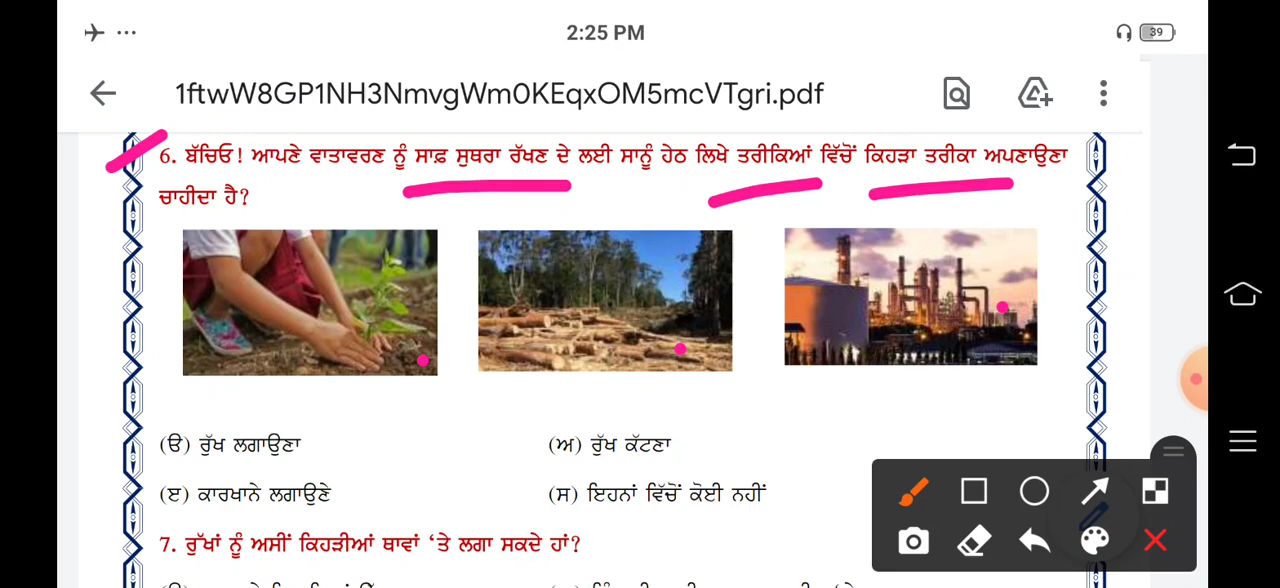 2:25 PM
39
1ftwW8GP1NH3NmvgWm0KEqxOM5mcVTgri.pdf
6. ਬੱਚਿਓ! ਆਪਣੇ ਵਾਤਾਵਰਣ ਨੂੰ ਸਾਫ਼ ਸੁਥਰਾ ਰੱਖਣ ਦੇ ਲਈ ਸਾਨੂੰ ਹੇਠ ਲਿਖੇ ਤਰੀਕਿਆਂ ਵਿੱਚੋਂ ਕਿਹੜਾ ਤਰੀਕਾ ਅਪਣਾਉਣਾ
ਚਾਹੀਦਾ ਹੈ?
(ੳ) ਰੁੱਖ ਲਗਾਉਣਾ
(ਅ) ਰੁੱਖ ਕੱਟਣਾ
(ੲ) ਕਾਰਖਾਨੇ ਲਗਾਉਣੇ
(ਸ) ਇਹਨਾਂ ਵਿੱਚੋਂ ਕੋਈ ਨਹੀਂ
7. ਰੁੱਖਾਂ ਨੂੰ ਅਸੀਂ ਕਿਹੜੀਆਂ ਥਾਵਾਂ ‘ਤੇ ਲਗਾ ਸਕਦੇ ਹਾਂ?